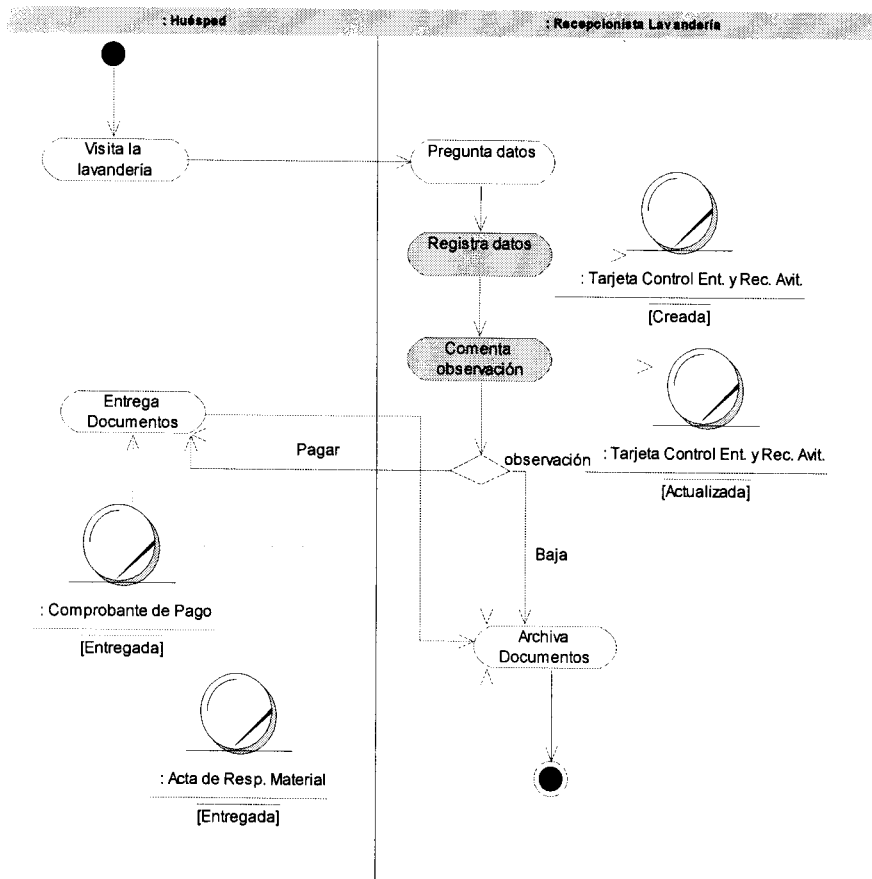 : Huésped
: Recepcionista Lavandería
Visita la
lavandería
Pregunta datos
Registra datos
: Tarjeta Control Ent. y Rec. Avit.
[Creada]
Comenta
observación
Entrega
Documentos
Pagar
observación
: Tarjeta Control Ent. y Rec. Avit.
[Actualizada]
Baja
: Comprobante de Pago
[Entregada]
Archiva
Documentos
: Acta de Resp. Material
[Entregada]